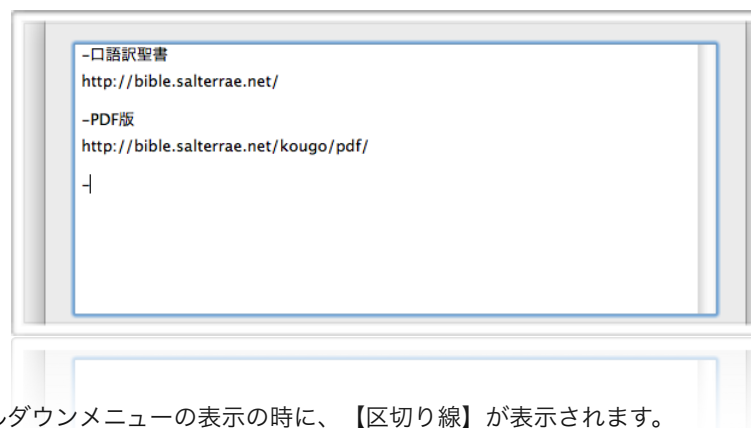 -口語訳聖書
http://bible.salterrae.net/
-PDF版
http://bible.salterrae.net/kougo/pdf/
-
ルダウンメニューの表示の時に、【区切り線】が表示されます。